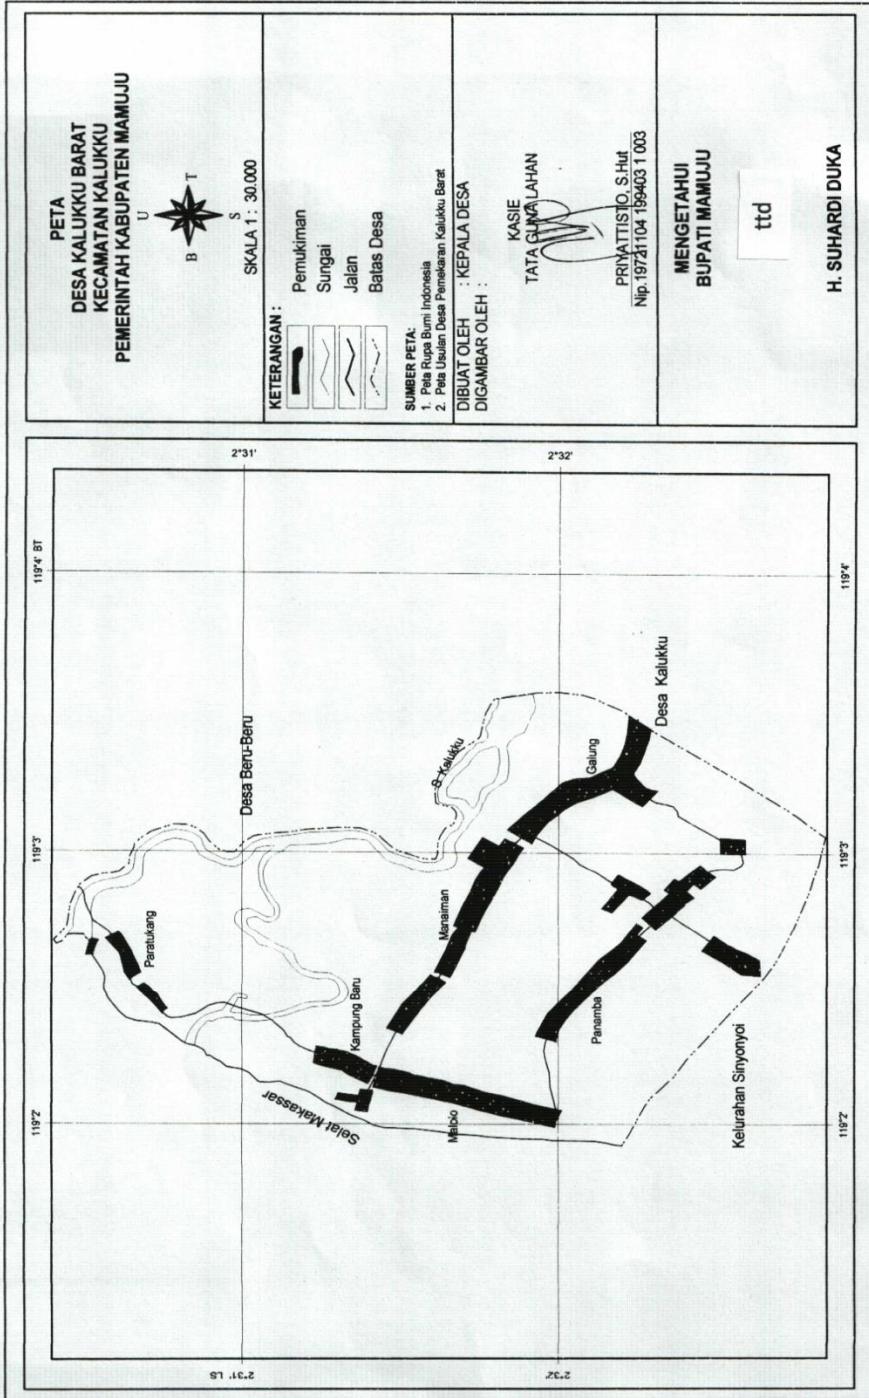 PETA
DESA KALUKKU BARAT
KECAMATAN KALUKKU
PEMERINTAH KABUPATEN MAMUJU
U
B
T
S
SKALA 1 : 30.000
KETERANGAN :
Pemukiman
Sungai
Jalan
Batas Desa
SUMBER PETA:
1. Peta Rupa Bumi Indonesia
2. Peta Usulan Desa Pemekaran Kalukku Barat
DIBUAT OLEH : KEPALA DESA
DIGAMBAR OLEH :
KASIE
TATA GUNA LAHAN
PRIYATTISTIO, S.Hut
Nip.19721104 199403 1 003
MENGETAHUI
BUPATI MAMUJU
ttd
H. SUHARDI DUKA
119°2'
119°3'
119°4' BT
2°31' LS
2°31'
Paratukang
Desa Beru-Beru
Kampung Baru
Selat Makassar
S Kalukku
Manaiman
Galung
Panamba
Desa Kalukku
Kelurahan Sinyonyoi
2°32'
2°32'
119°2'
119°3'
119°4'